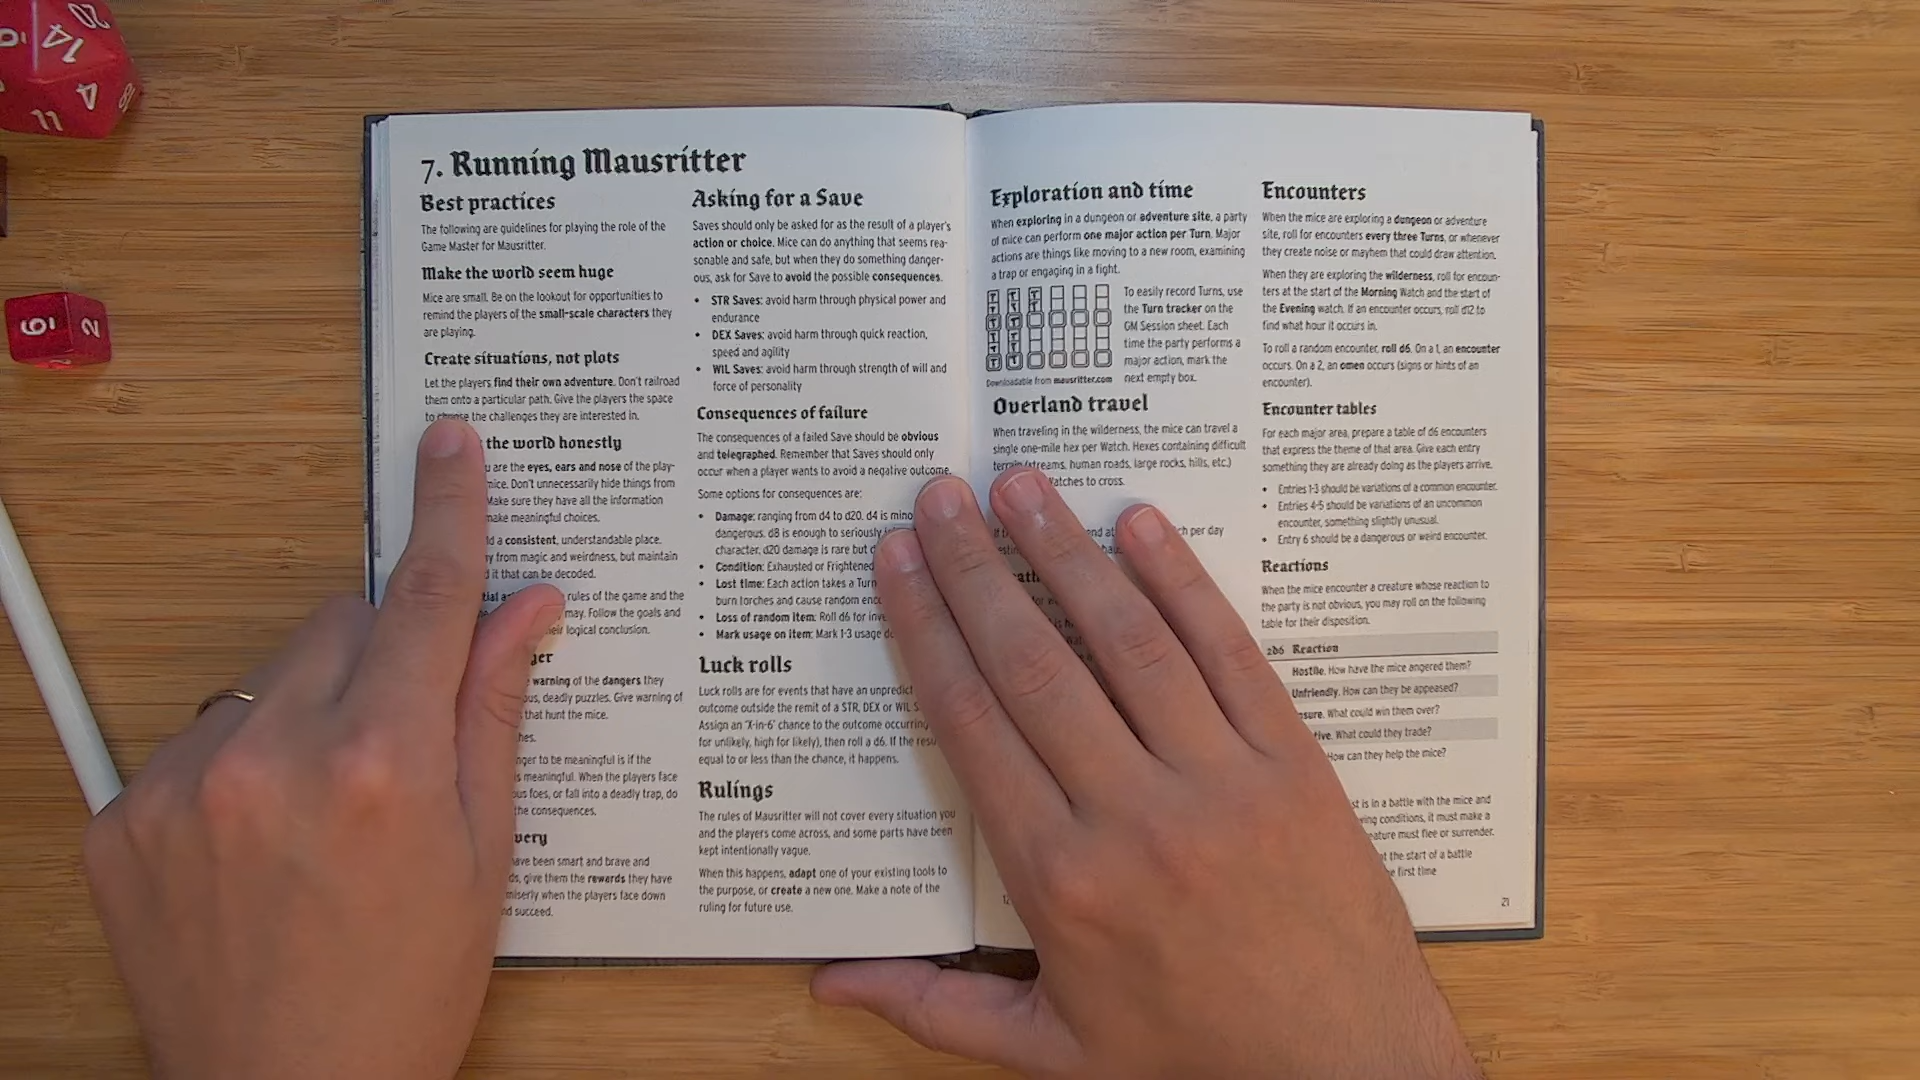 7. Running Mausritter
Best practices
The following are guidelines for playing the role of the
Game Master for Mausritter.
Make the world seem huge
Mice are small. Be on the lookout for opportunities to
remind the players of the small-scale characters they
are playing.
Create situations, not plots
Let the players find their own adventure. Don't railroad
them onto a particular path. Give the players the space
to choose the challenges they are interested in.
the world honestly
are the eyes, ears and nose of the play-
mice. Don't unnecessarily hide things from
Make sure they have all the information
make meaningful choices.
a consistent, understandable place.
from magic and weirdness, but maintain
it that can be decoded.
rules of the game and the
may. Follow the goals and
logical conclusion.
warning of the dangers they
deadly puzzles. Give warning of
that hunt the mice.
to be meaningful is if the
is meaningful. When the players face
foes, or fall into a deadly trap, do
the consequences.
have been smart and brave and
give them the rewards they have
miserly when the players face down
succeed.
Asking for a Save
Saves should only be asked for as the result of a player's
action or choice. Mice can do anything that seems rea-
sonable and safe, but when they do something danger-
ous, ask for Save to avoid the possible consequences.
• STR Saves: avoid harm through physical power and
endurance
• DEX Saves: avoid harm through quick reaction,
speed and agility
• WIL Saves: avoid harm through strength of will and
force of personality
Consequences of failure
The consequences of a failed Save should be obvious
and telegraphed. Remember that Saves should only
occur when a player wants to avoid a negative outcome.
Some options for consequences are:
• Damage: ranging from d4 to d20. d4 is
dangerous. d8 is enough to seriously
character. d20 damage is rare but
• Condition: Exhausted or Frightened
• Lost time: Each action takes a Turn
burn torches and cause random
• Loss of random item: Roll d6 for
• Mark usage on item: Mark 1-3 usage
Luck rolls
Luck rolls are for events that have an
outcome outside the remit of a STR, DEX or WIL
Assign an 'X-in-6' chance to the outcome occurring
for unlikely, high for likely), then roll a d6. If the
equal to or less than the chance, it happens.
Rulings
The rules of Mausritter will not cover every situation you
and the players come across, and some parts have been
kept intentionally vague.
When this happens, adapt one of your existing tools to
the purpose, or create a new one. Make a note of the
ruling for future use.
Exploration and time
When exploring in a dungeon or adventure site, a party
of mice can perform one major action per Turn. Major
actions are things like moving to a new room, examining
a trap or engaging in a fight.
To easily record Turns, use
the Turn tracker on the
GM Session sheet. Each
time the party performs a
major action, mark the
next empty box.
Downloadable from mausritter.com
Overland travel
When traveling in the wilderness, the mice can travel a
single one-mile hex per Watch. Hexes containing difficult
terrain (streams, human roads, large rocks, hills, etc.)
Watches to cross.
per day
Encounters
When the mice are exploring a dungeon or adventure
site, roll for encounters every three Turns, or whenever
they create noise or mayhem that could draw attention.
When they are exploring the wilderness, roll for encoun-
ters at the start of the Morning Watch and the start of
the Evening watch. If an encounter occurs, roll d12 to
find what hour it occurs in.
To roll a random encounter, roll d6. On a 1, an encounter
occurs. On a 2, an omen occurs (signs or hints of an
encounter).
Encounter tables
For each major area, prepare a table of d6 encounters
that express the theme of that area. Give each entry
something they are already doing as the players arrive.
• Entries 1-3 should be variations of a common encounter.
• Entries 4-5 should be variations of an uncommon
encounter, something slightly unusual.
• Entry 6 should be a dangerous or weird encounter.
Reactions
When the mice encounter a creature whose reaction to
the party is not obvious, you may roll on the following
table for their disposition.
2d6 Reaction
Hostile. How have the mice angered them?
Unfriendly. How can they be appeased?
What could win them over?
What could they trade?
How can they help the mice?
is in a battle with the mice and
conditions, it must make a
must flee or surrender.
at the start of a battle
first time
21
20
14
4
18
11
6
2